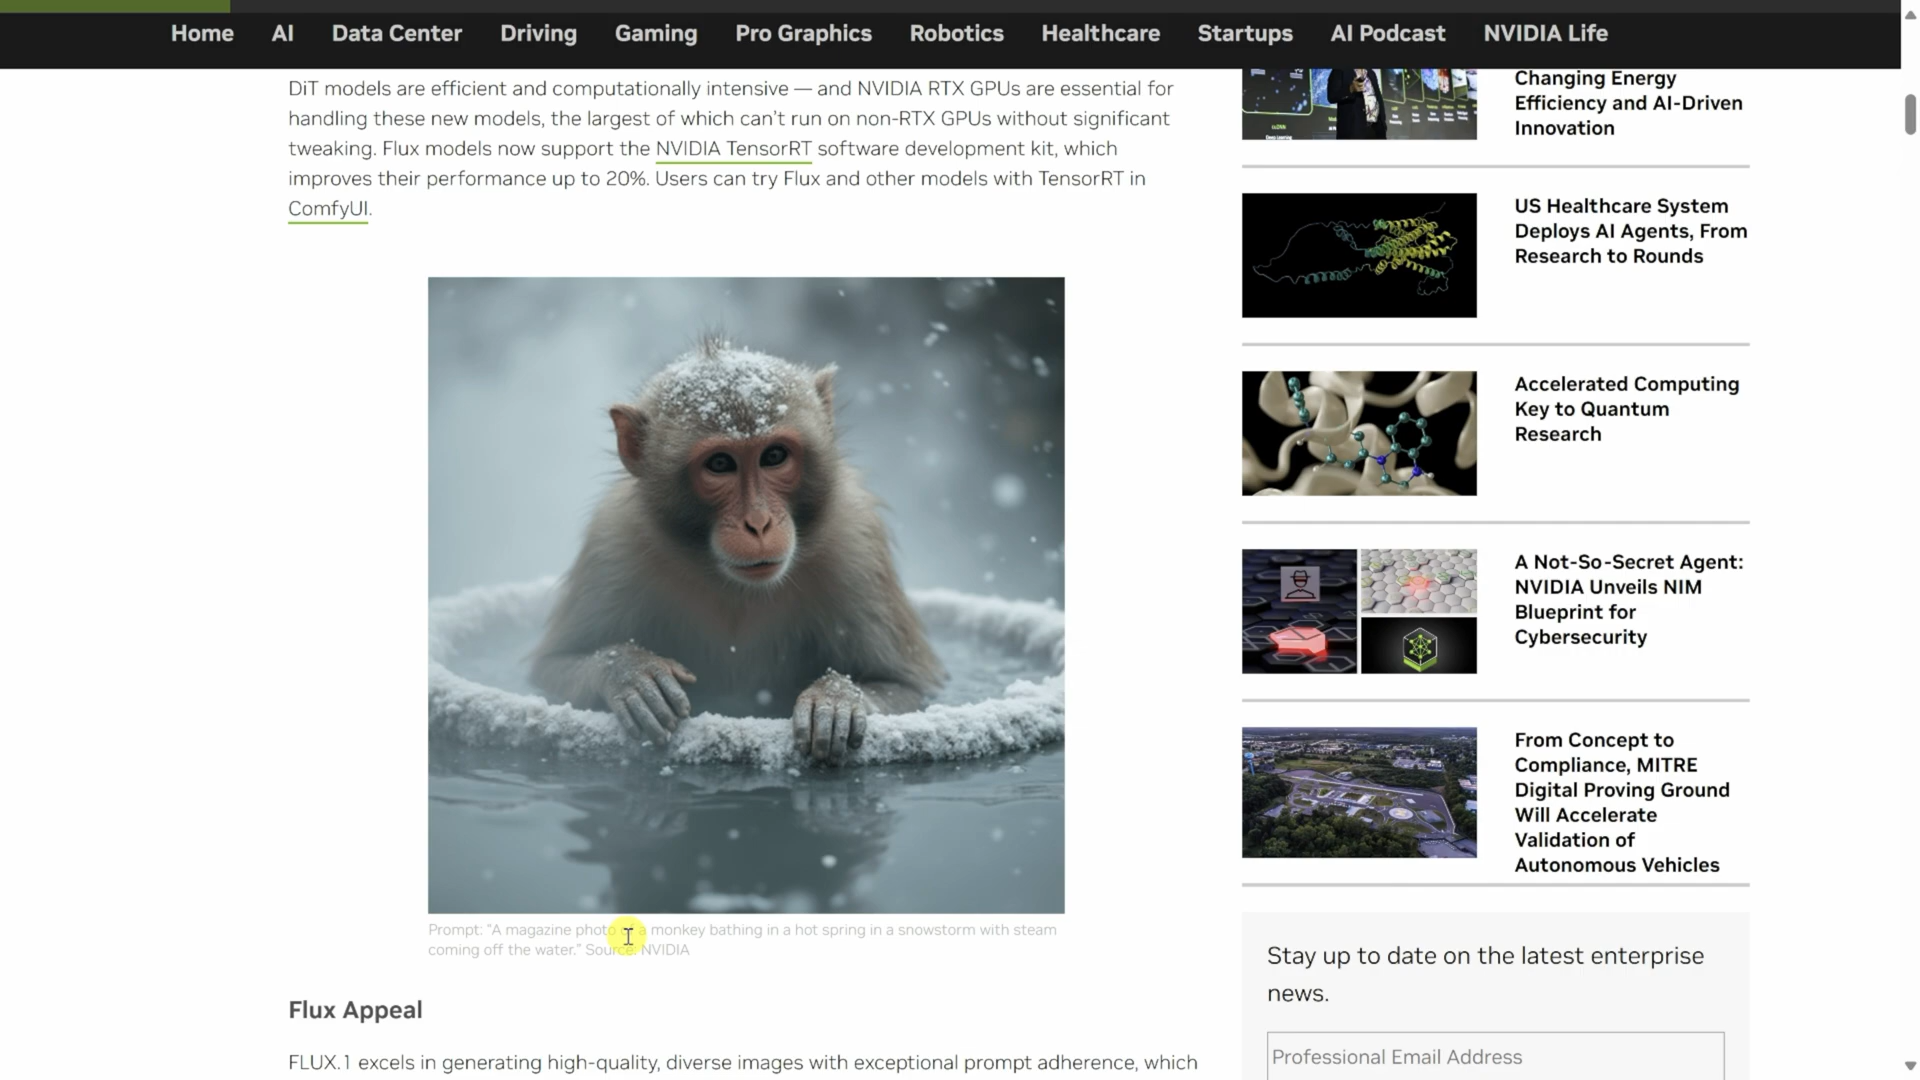 Home AI Data Center Driving Gaming Pro Graphics Robotics Healthcare Startups AI Podcast NVIDIA Life
DiT models are efficient and computationally intensive — and NVIDIA RTX GPUs are essential for
handling these new models, the largest of which can’t run on non-RTX GPUs without significant
tweaking. Flux models now support the NVIDIA TensorRT software development kit, which
improves their performance up to 20%. Users can try Flux and other models with TensorRT in
ComfyUI.
Prompt: “A magazine photo of a monkey bathing in a hot spring in a snowstorm with steam
coming off the water.” Source: NVIDIA
Flux Appeal
FLUX.1 excels in generating high-quality, diverse images with exceptional prompt adherence, which
Changing Energy
Efficiency and AI-Driven
Innovation
US Healthcare System
Deploys AI Agents, From
Research to Rounds
Accelerated Computing
Key to Quantum
Research
A Not-So-Secret Agent:
NVIDIA Unveils NIM
Blueprint for
Cybersecurity
From Concept to
Compliance, MITRE
Digital Proving Ground
Will Accelerate
Validation of
Autonomous Vehicles
Stay up to date on the latest enterprise
news.
Professional Email Address